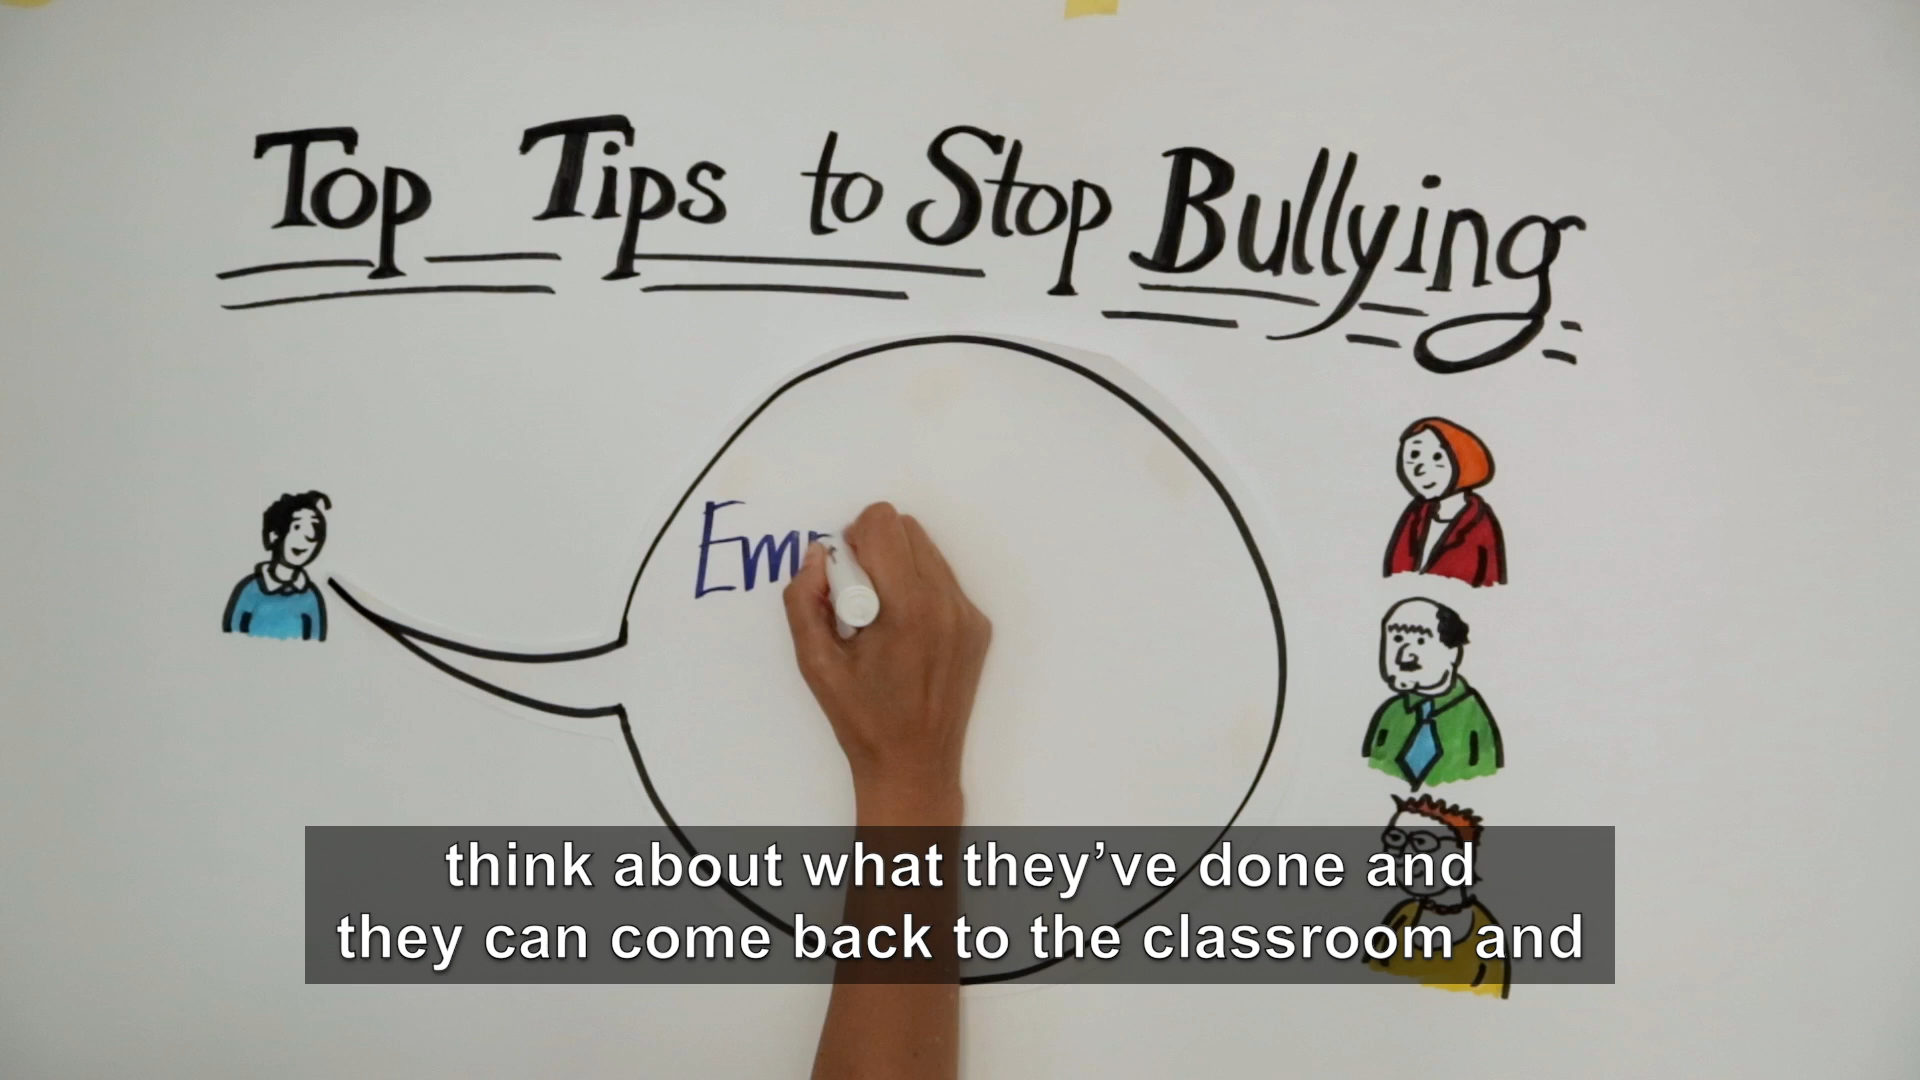 Top Tips to Stop Bullying
Em
think about what they've done and
they can come back to the classroom and